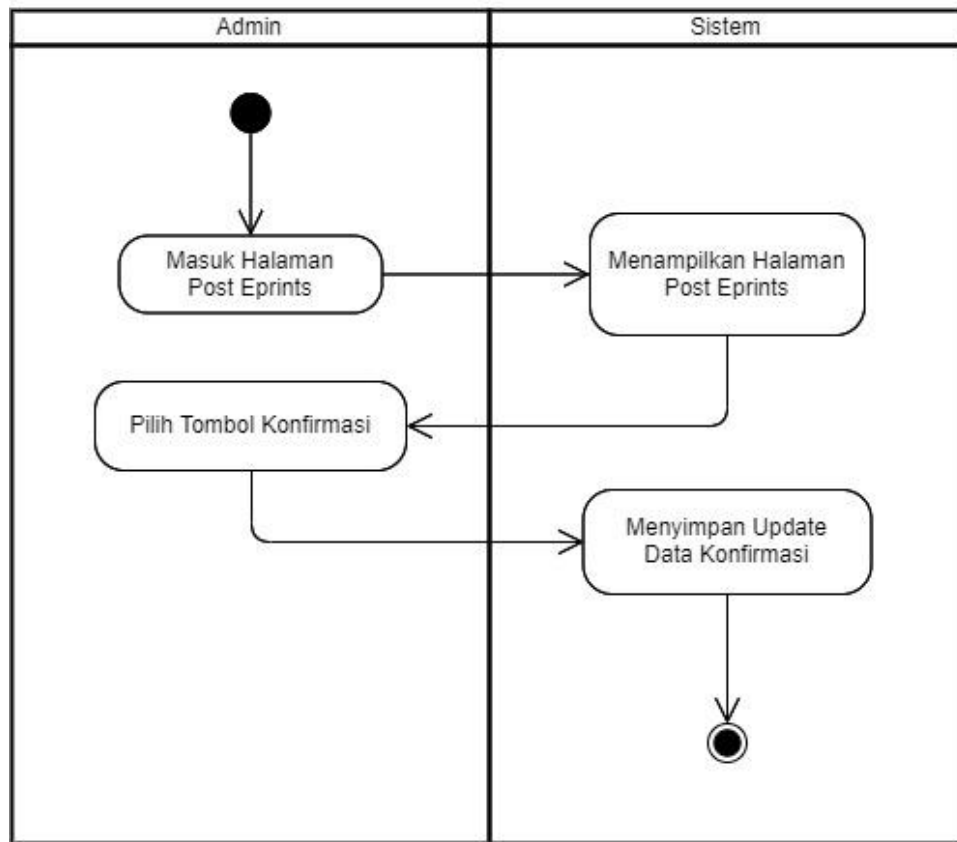 Admin
Sistem
Masuk Halaman
Post Eprints
Menampilkan Halaman
Post Eprints
Pilih Tombol Konfirmasi
Menyimpan Update
Data Konfirmasi